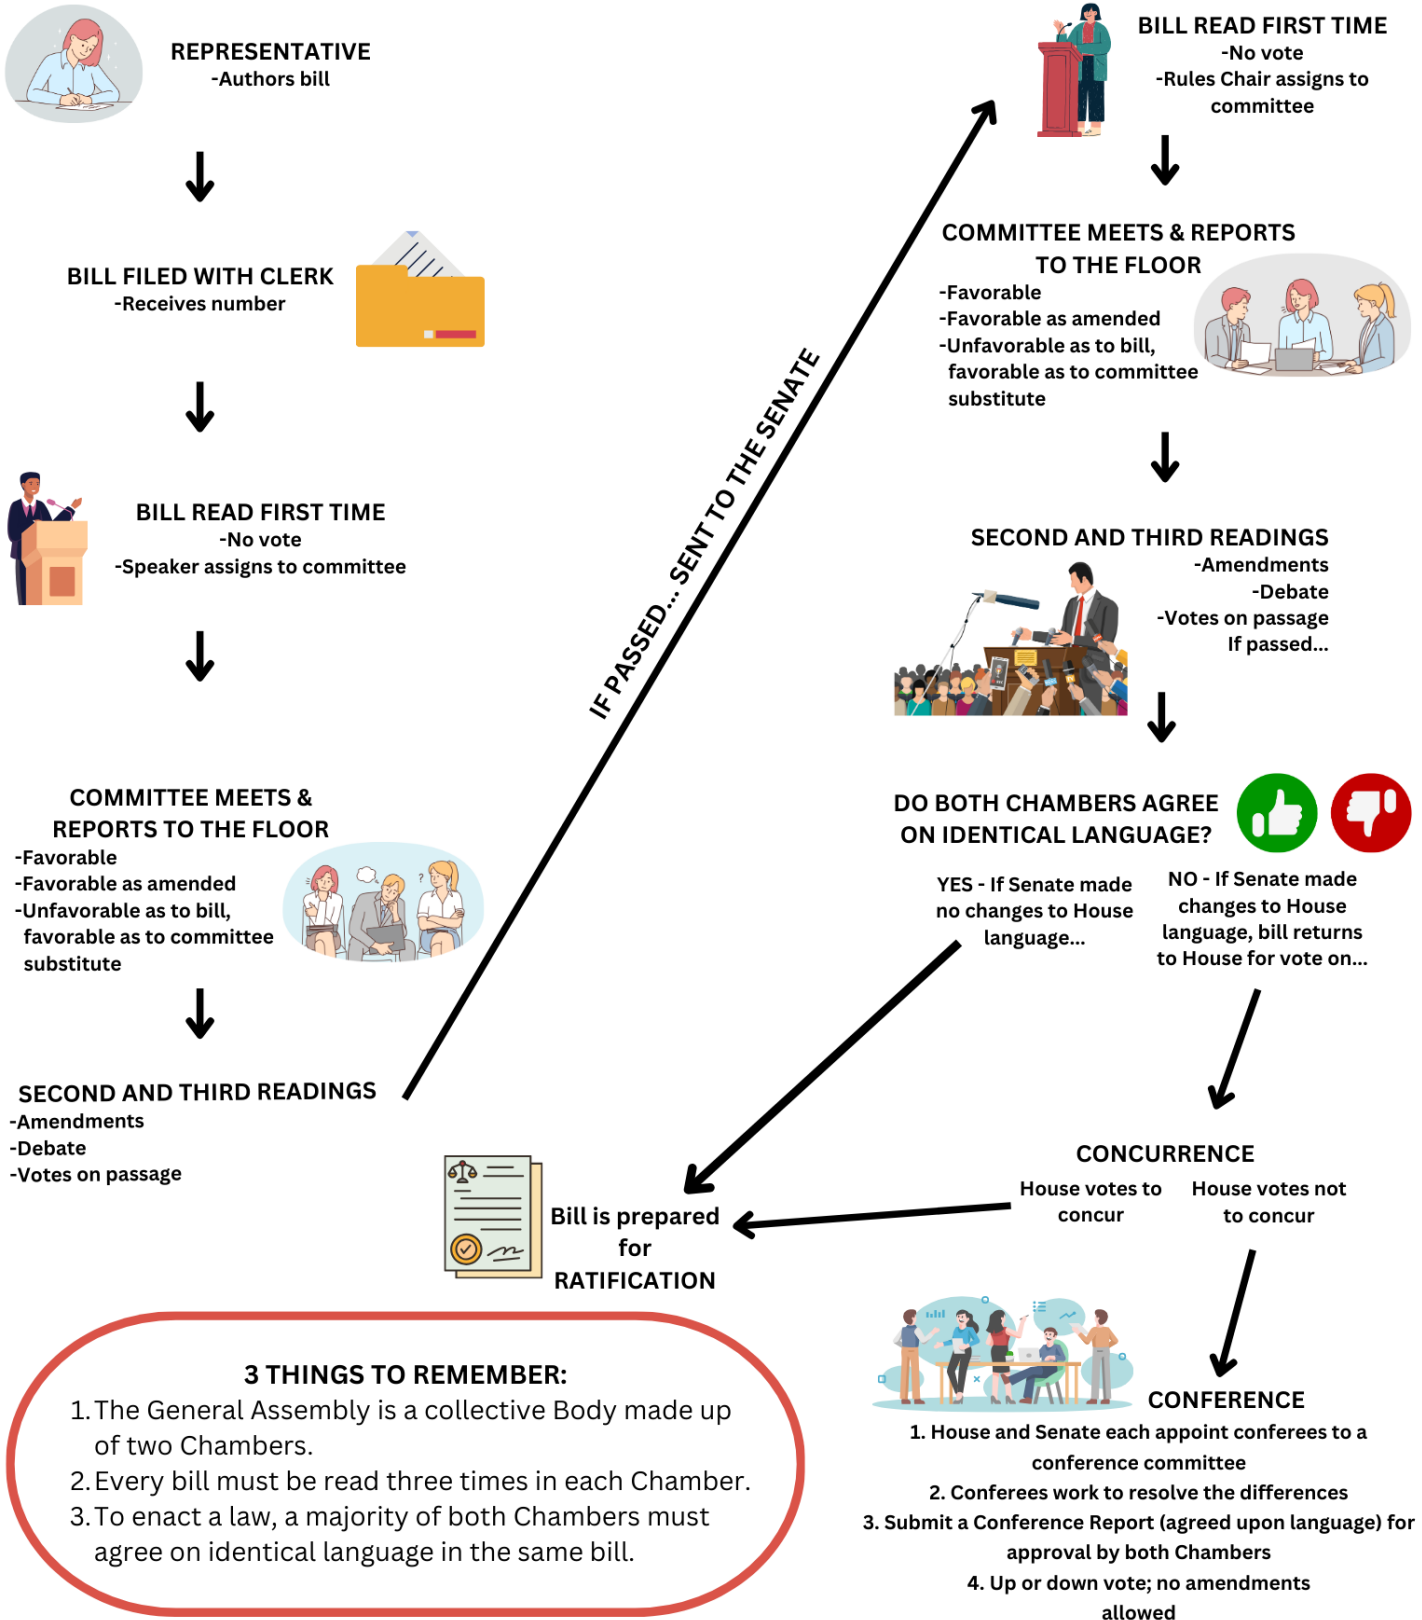 REPRESENTATIVE
-Authors bill
BILL FILED WITH CLERK
-Receives number
BILL READ FIRST TIME
-No vote
-Speaker assigns to committee
COMMITTEE MEETS &
REPORTS TO THE FLOOR
-Favorable
-Favorable as amended
-Unfavorable as to bill,
favorable as to committee
substitute
SECOND AND THIRD READINGS
-Amendments
-Debate
-Votes on passage
IF PASSED... SENT TO THE SENATE
BILL READ FIRST TIME
-No vote
-Rules Chair assigns to
committee
COMMITTEE MEETS & REPORTS
TO THE FLOOR
-Favorable
-Favorable as amended
-Unfavorable as to bill,
favorable as to committee
substitute
SECOND AND THIRD READINGS
-Amendments
-Debate
-Votes on passage
If passed...
DO BOTH CHAMBERS AGREE
ON IDENTICAL LANGUAGE?
YES - If Senate made
no changes to House
language...
NO - If Senate made
changes to House
language, bill returns
to House for vote on...
CONCURRENCE
House votes to
concur
House votes not
to concur
Bill is prepared
for
RATIFICATION
CONFERENCE
1. House and Senate each appoint conferees to a
conference committee
2. Conferees work to resolve the differences
3. Submit a Conference Report (agreed upon language) for
approval by both Chambers
4. Up or down vote; no amendments
allowed
3 THINGS TO REMEMBER:
1. The General Assembly is a collective Body made up
of two Chambers.
2. Every bill must be read three times in each Chamber.
3. To enact a law, a majority of both Chambers must
agree on identical language in the same bill.